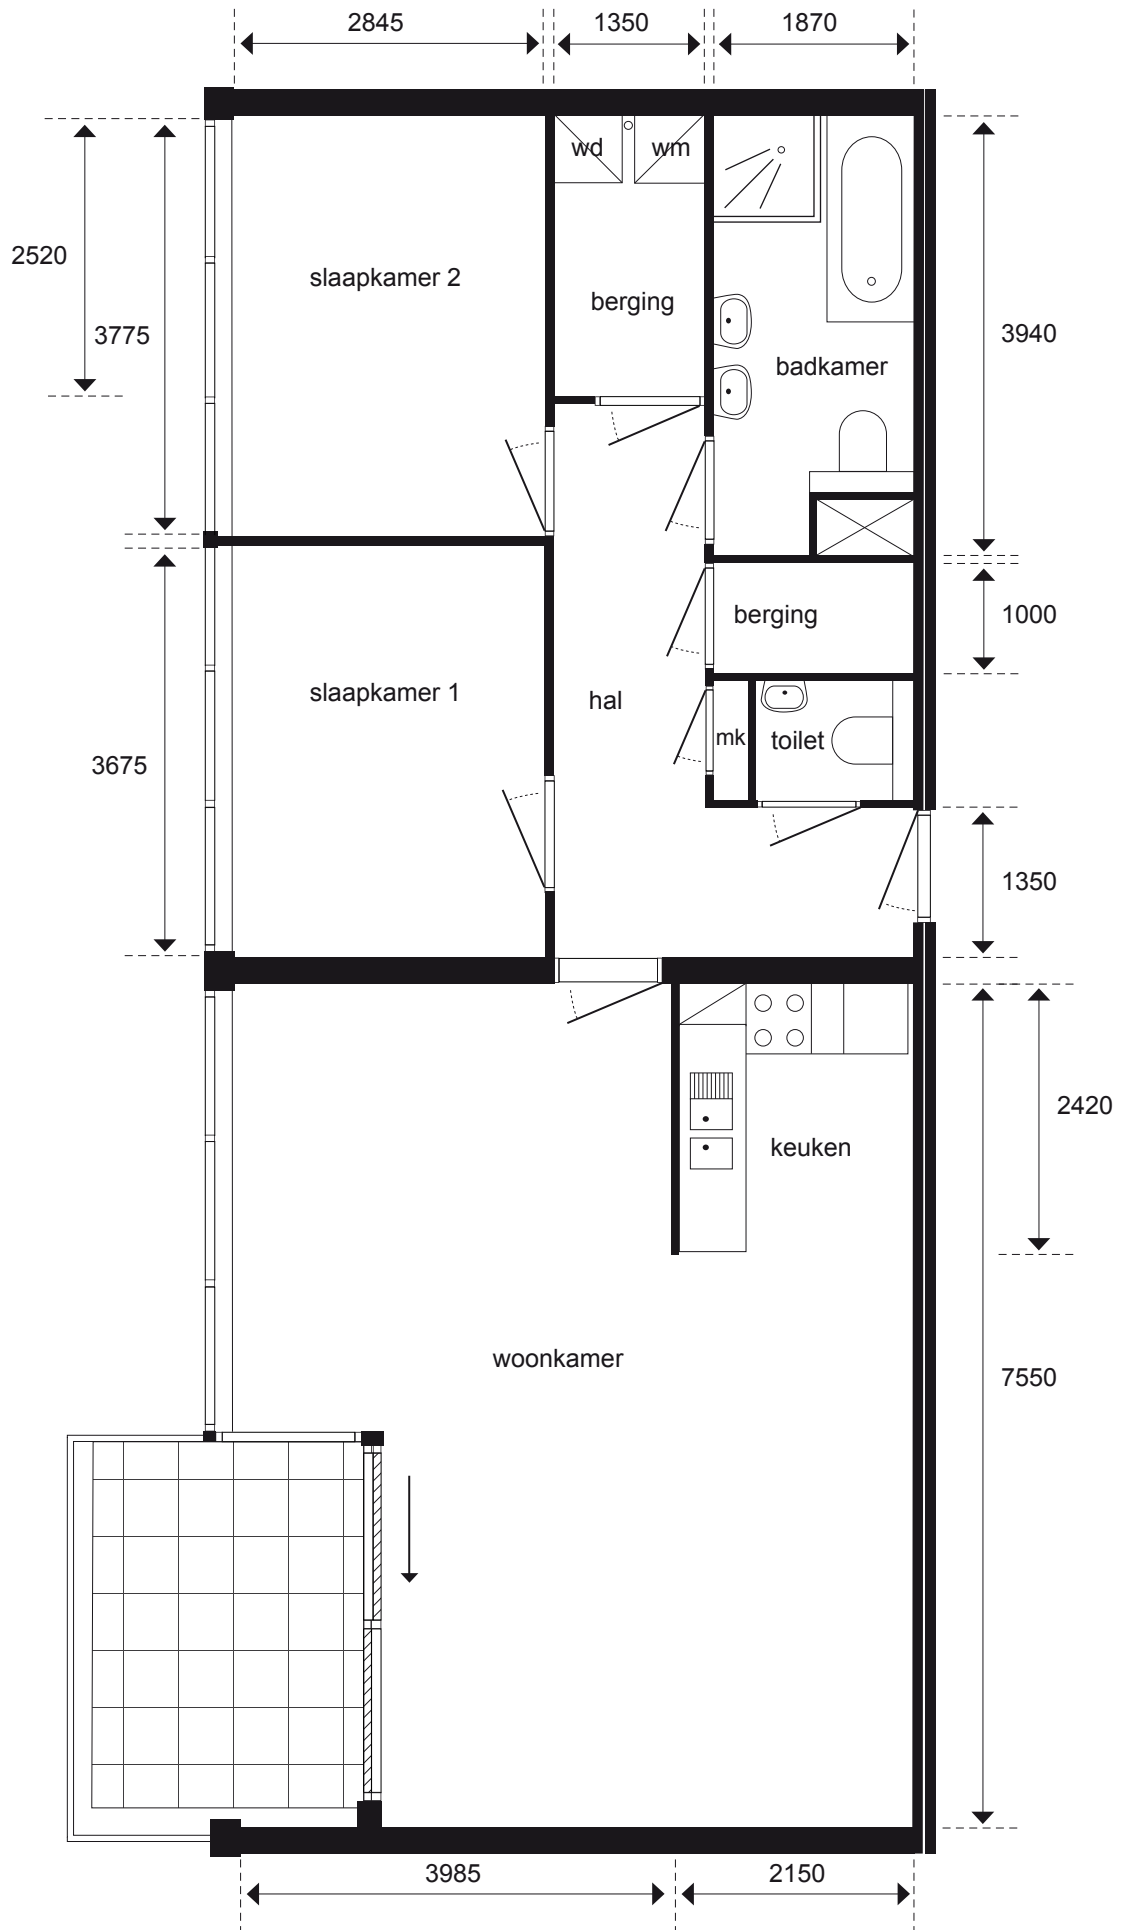 2845
1350
1870
wd
wm
2520
slaapkamer 2
berging
3775
3940
badkamer
berging
1000
slaapkamer 1
hal
mk
toilet
3675
1350
2420
keuken
woonkamer
7550
3985
2150